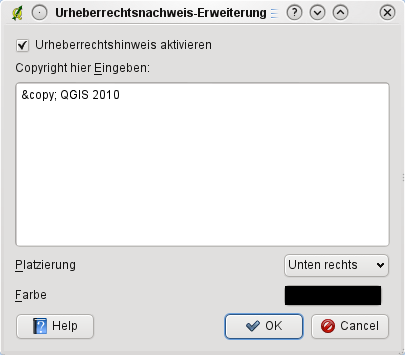 Urheberrechtsnachweis-Erweiterung
Urheberrechtshinweis aktivieren
Copyright hier Eingeben:
&copy; QGIS 2010
Platzierung
Unten rechts
Farbe
Help
OK
Cancel